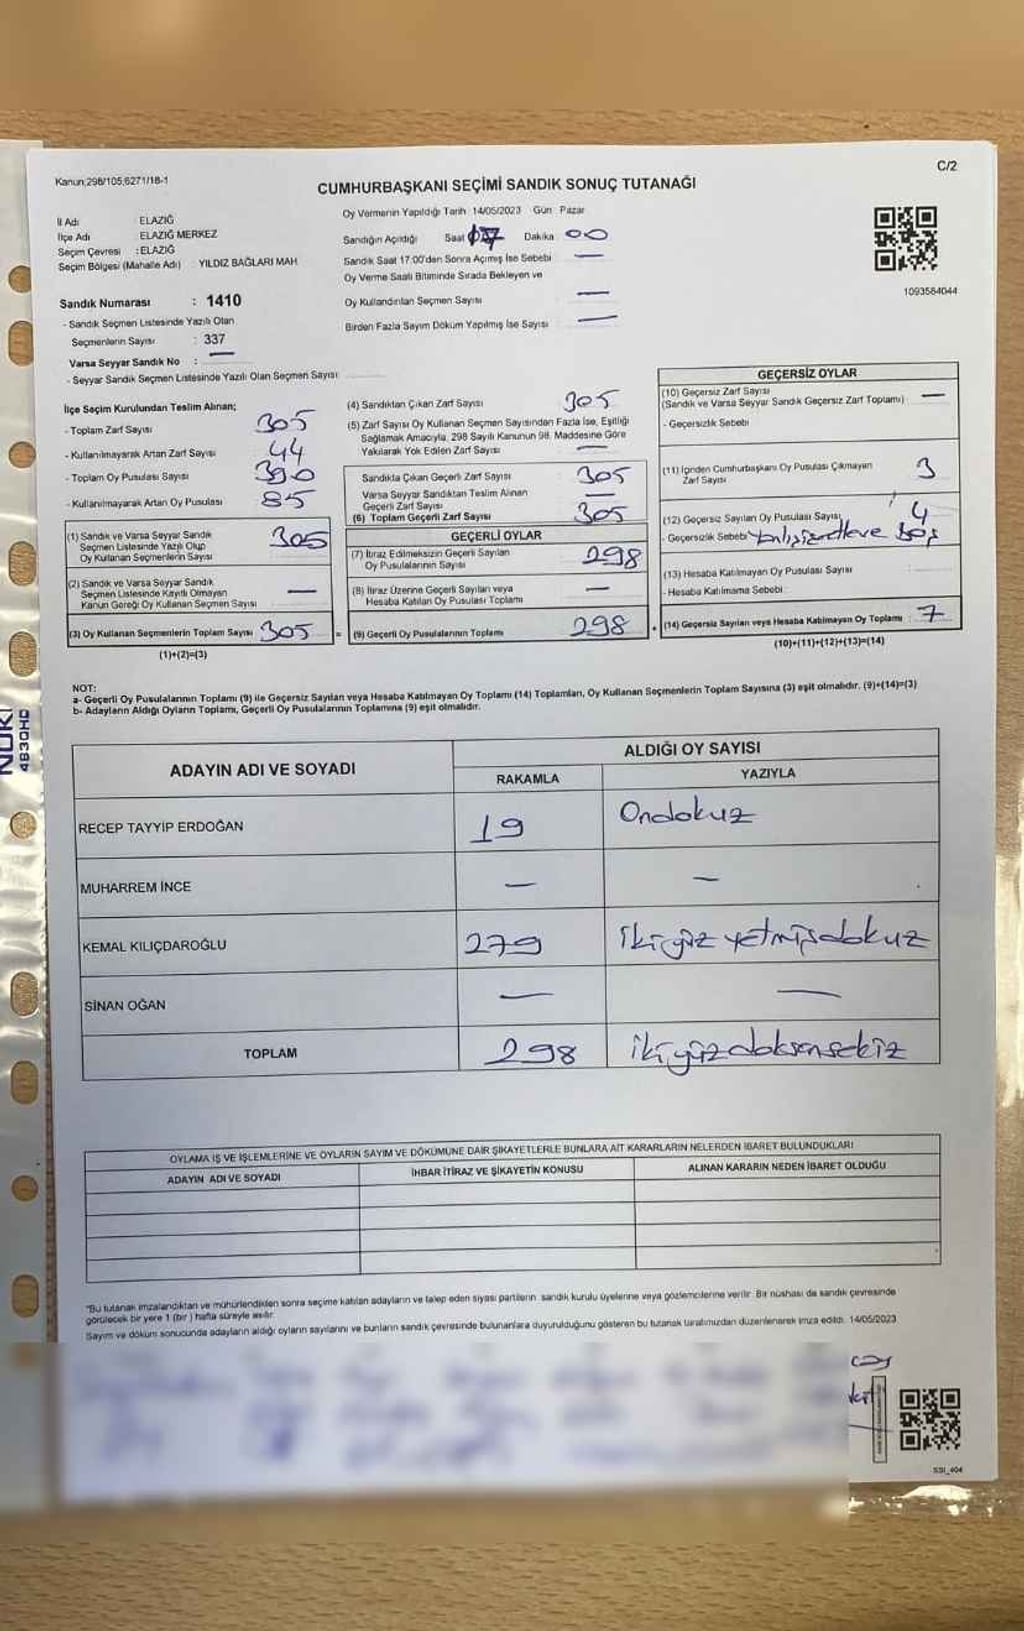 C/2
Kanun;298/105,6271/18-1
CUMHURBAŞKANI SEÇİMİ SANDIK SONUÇ TUTANAĞI
İl Adı : ELAZIĞ
İlçe Adı : ELAZIĞ MERKEZ
Seçim Çevresi : ELAZIĞ
Seçim Bölgesi (Mahalle Adı) : YILDIZ BAĞLARI MAH
Sandık Numarası : 1410
- Sandık Seçmen Listesinde Yazılı Olan
Seçmenlerin Sayısı : 337
Varsa Seyyar Sandık No : —
- Seyyar Sandık Seçmen Listesinde Yazılı Olan Seçmen Sayısı
Oy Vermenin Yapıldığı Tarih 14/05/2023 Gün Pazar
Sandığın Açıldığı Saat 17 Dakika 00
Sandık Saat 17.00'den Sonra Açımış İse Sebebi —
Oy Verme Saati Bitiminde Sırada Bekleyen ve
Oy Kullandırılan Seçmen Sayısı —
Birden Fazla Sayım Döküm Yapılmış İse Sayısı —
1093584044
İlçe Seçim Kurulundan Teslim Alınan;
- Toplam Zarf Sayısı 305
- Kullanılmayarak Artan Zarf Sayısı 44
- Toplam Oy Pusulası Sayısı 390
- Kullanılmayarak Artan Oy Pusulası 85
(1) Sandık ve Varsa Seyyar Sandık
Seçmen Listesinde Yazılı Olup
Oy Kullanan Seçmenlerin Sayısı 305
(2) Sandık ve Varsa Seyyar Sandık
Seçmen Listesinde Kayıtlı Olmayan
Kanun Gereği Oy Kullanan Seçmen Sayısı —
(3) Oy Kullanan Seçmenlerin Toplam Sayısı 305
(1)+(2)=(3)
(4) Sandıktan Çıkan Zarf Sayısı 305
(5) Zarf Sayısı Oy Kullanan Seçmen Sayısından Fazla İse, Eşitliği
Sağlamak Amacıyla, 298 Sayılı Kanunun 98. Maddesine Göre
Yakılarak Yok Edilen Zarf Sayısı —
Sandıkta Çıkan Geçerli Zarf Sayısı 305
Varsa Seyyar Sandıktan Teslim Alınan
Geçerli Zarf Sayısı —
(6) Toplam Geçerli Zarf Sayısı 305
GEÇERLİ OYLAR
(7) İtiraz Edilmeksizin Geçerli Sayılan
Oy Pusulalarının Sayısı 298
(8) İtiraz Üzerine Geçerli Sayılan veya
Hesaba Katılan Oy Pusulası Toplamı —
= (9) Geçerli Oy Pusulalarının Toplamı 298
GEÇERSİZ OYLAR
(10) Geçersiz Zarf Sayısı
(Sandık ve Varsa Seyyar Sandık Geçersiz Zarf Toplamı) —
- Geçersizlik Sebebi
(11) İçinden Cumhurbaşkanı Oy Pusulası Çıkmayan
Zarf Sayısı 3
(12) Geçersiz Sayılan Oy Pusulası Sayısı 4
- Geçersizlik Sebebi boş
(13) Hesaba Katılmayan Oy Pusulası Sayısı
- Hesaba Katılmama Sebebi :
+ (14) Geçersiz Sayılan veya Hesaba Katılmayan Oy Toplamı 7
(10)+(11)+(12)+(13)=(14)
NOT:
a- Geçerli Oy Pusulalarının Toplamı (9) ile Geçersiz Sayılan veya Hesaba Katılmayan Oy Toplamı (14) Toplamları, Oy Kullanan Seçmenlerin Toplam Sayısına (3) eşit olmalıdır. (9)+(14)=(3)
b- Adayların Aldığı Oyların Toplamı, Geçerli Oy Pusulalarının Toplamına (9) eşit olmalıdır.
ADAYIN ADI VE SOYADI
ALDIĞI OY SAYISI
RAKAMLA YAZIYLA
RECEP TAYYİP ERDOĞAN 19 Ondokuz
MUHARREM İNCE — —
KEMAL KILIÇDAROĞLU 279 ikiyüz yetmişdokuz
SİNAN OĞAN — —
TOPLAM 298 ikiyüzdoksansekiz
OYLAMA İŞ VE İŞLEMLERİNE VE OYLARIN SAYIM VE DÖKÜMÜNE DAİR ŞİKAYETLERLE BUNLARA AİT KARARLARIN NELERDEN İBARET BULUNDUKLARI
ADAYIN ADI VE SOYADI İHBAR İTİRAZ VE ŞİKAYETİN KONUSU ALINAN KARARIN NEDEN İBARET OLDUĞU
"Bu tutanak imzalandıktan ve mühürlendikten sonra seçime katılan adayların ve talep eden siyasi partilerin sandık kurulu üyelerine veya gözlemcilerine verilir. Bir nüshası da sandık çevresinde
görülecek bir yere 1 (bir) hafta süreyle asılır.
Sayım ve döküm sonucunda adayların aldığı oyların sayılarını ve bunların sandık çevresinde bulunanlara duyurulduğunu gösteren bu tutanak tarafımızdan düzenlenerek imza edildi. 14/05/2023
SSI_404
4830HD